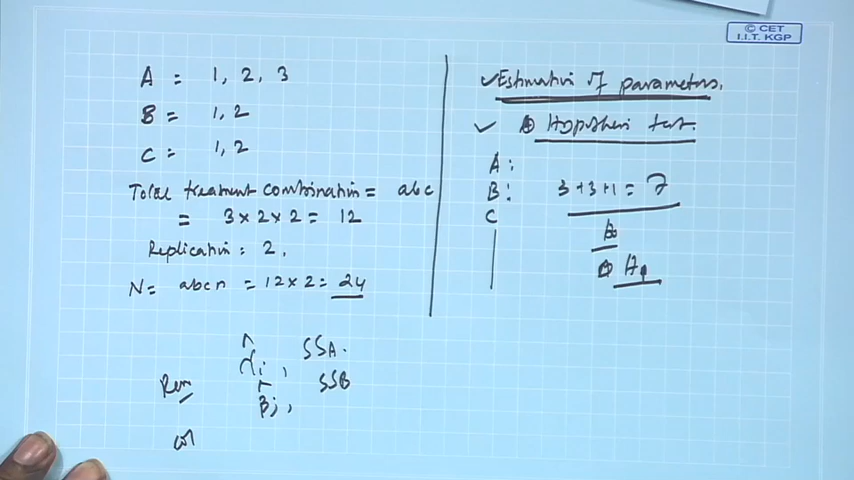 © CET
I.I.T. KGP
A = 1, 2, 3
B = 1, 2
C = 1, 2
Total treatment combination = abc
= 3 × 2 × 2 = 12
Replication = 2,
N = abcn = 12 × 2 = 24
α̂i , SSA.
β̂j , SSB
✓ Estimation of parameters.
✓ Hypothesis test.
A :
B : 3 + 3 + 1 = 7
C
H0
H1